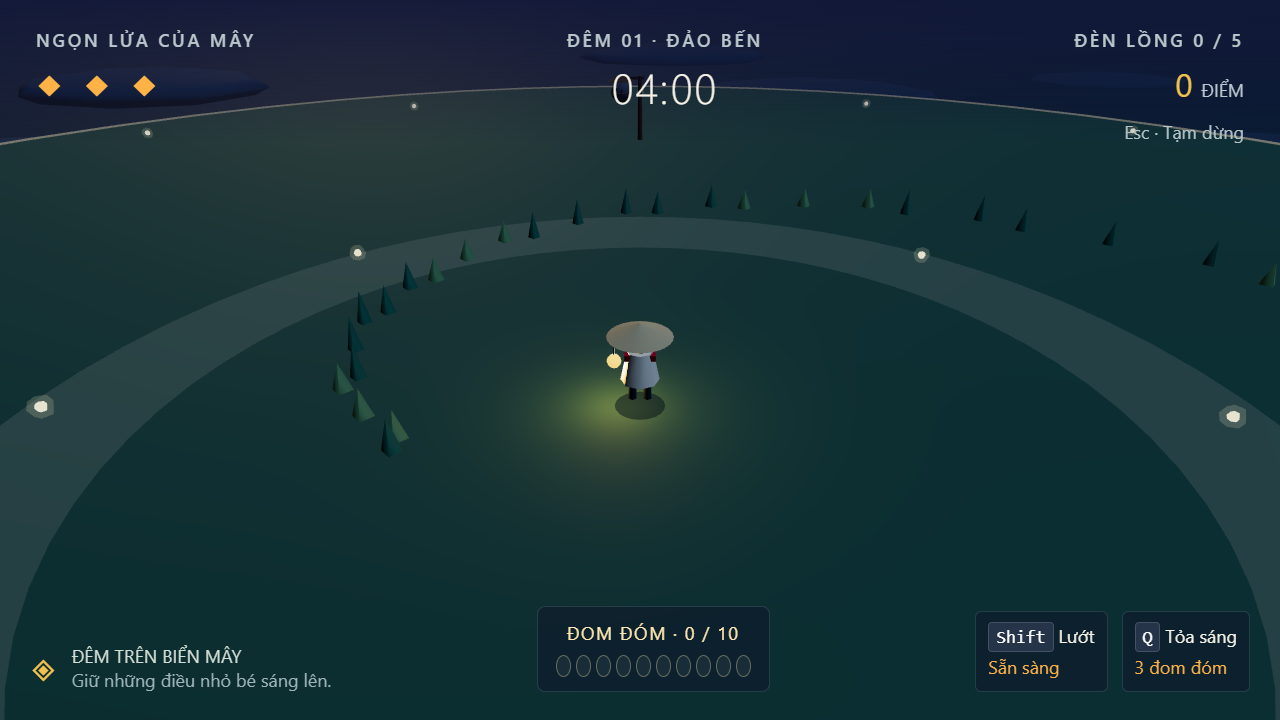 NGỌN LỬA CỦA MÂY
ĐÊM 01 · ĐẢO BẾN
04:00
ĐÈN LỒNG 0 / 5
0 ĐIỂM
Esc · Tạm dừng
ĐÊM TRÊN BIỂN MÂY
Giữ những điều nhỏ bé sáng lên.
ĐOM ĐÓM · 0 / 10
Shift Lướt
Sẵn sàng
Q Tỏa sáng
3 đom đóm